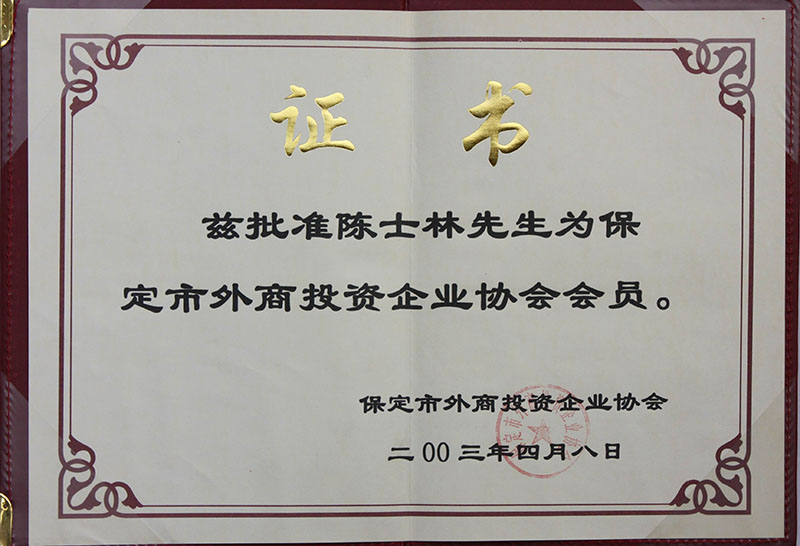 证 书
兹批准陈士林先生为保
定市外商投资企业协会会员。
保定市外商投资企业协会
二00三年四月八日